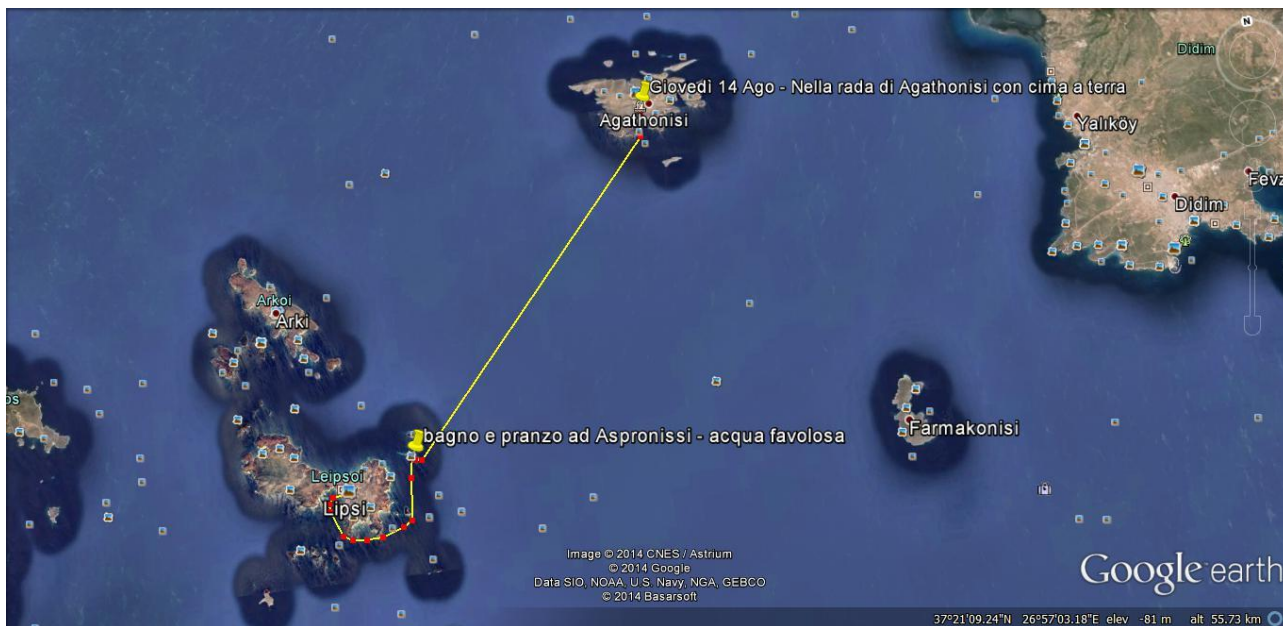 N
Didim
Giovedì 14 Ago - Nella rada di Agathonisi con cima a terra
Agathonisi
Yalıköy
Fevz
Didim
Arkoi
Arki
os
bagno e pranzo ad Aspronissi - acqua favolosa
Farmakonisi
Leipsoi
Lipsi
Image © 2014 CNES / Astrium
© 2014 Google
Data SIO, NOAA, U.S. Navy, NGA, GEBCO
© 2014 Basarsoft
Google earth
37°21'09.24"N 26°57'03.18"E elev -81 m alt 55.73 km